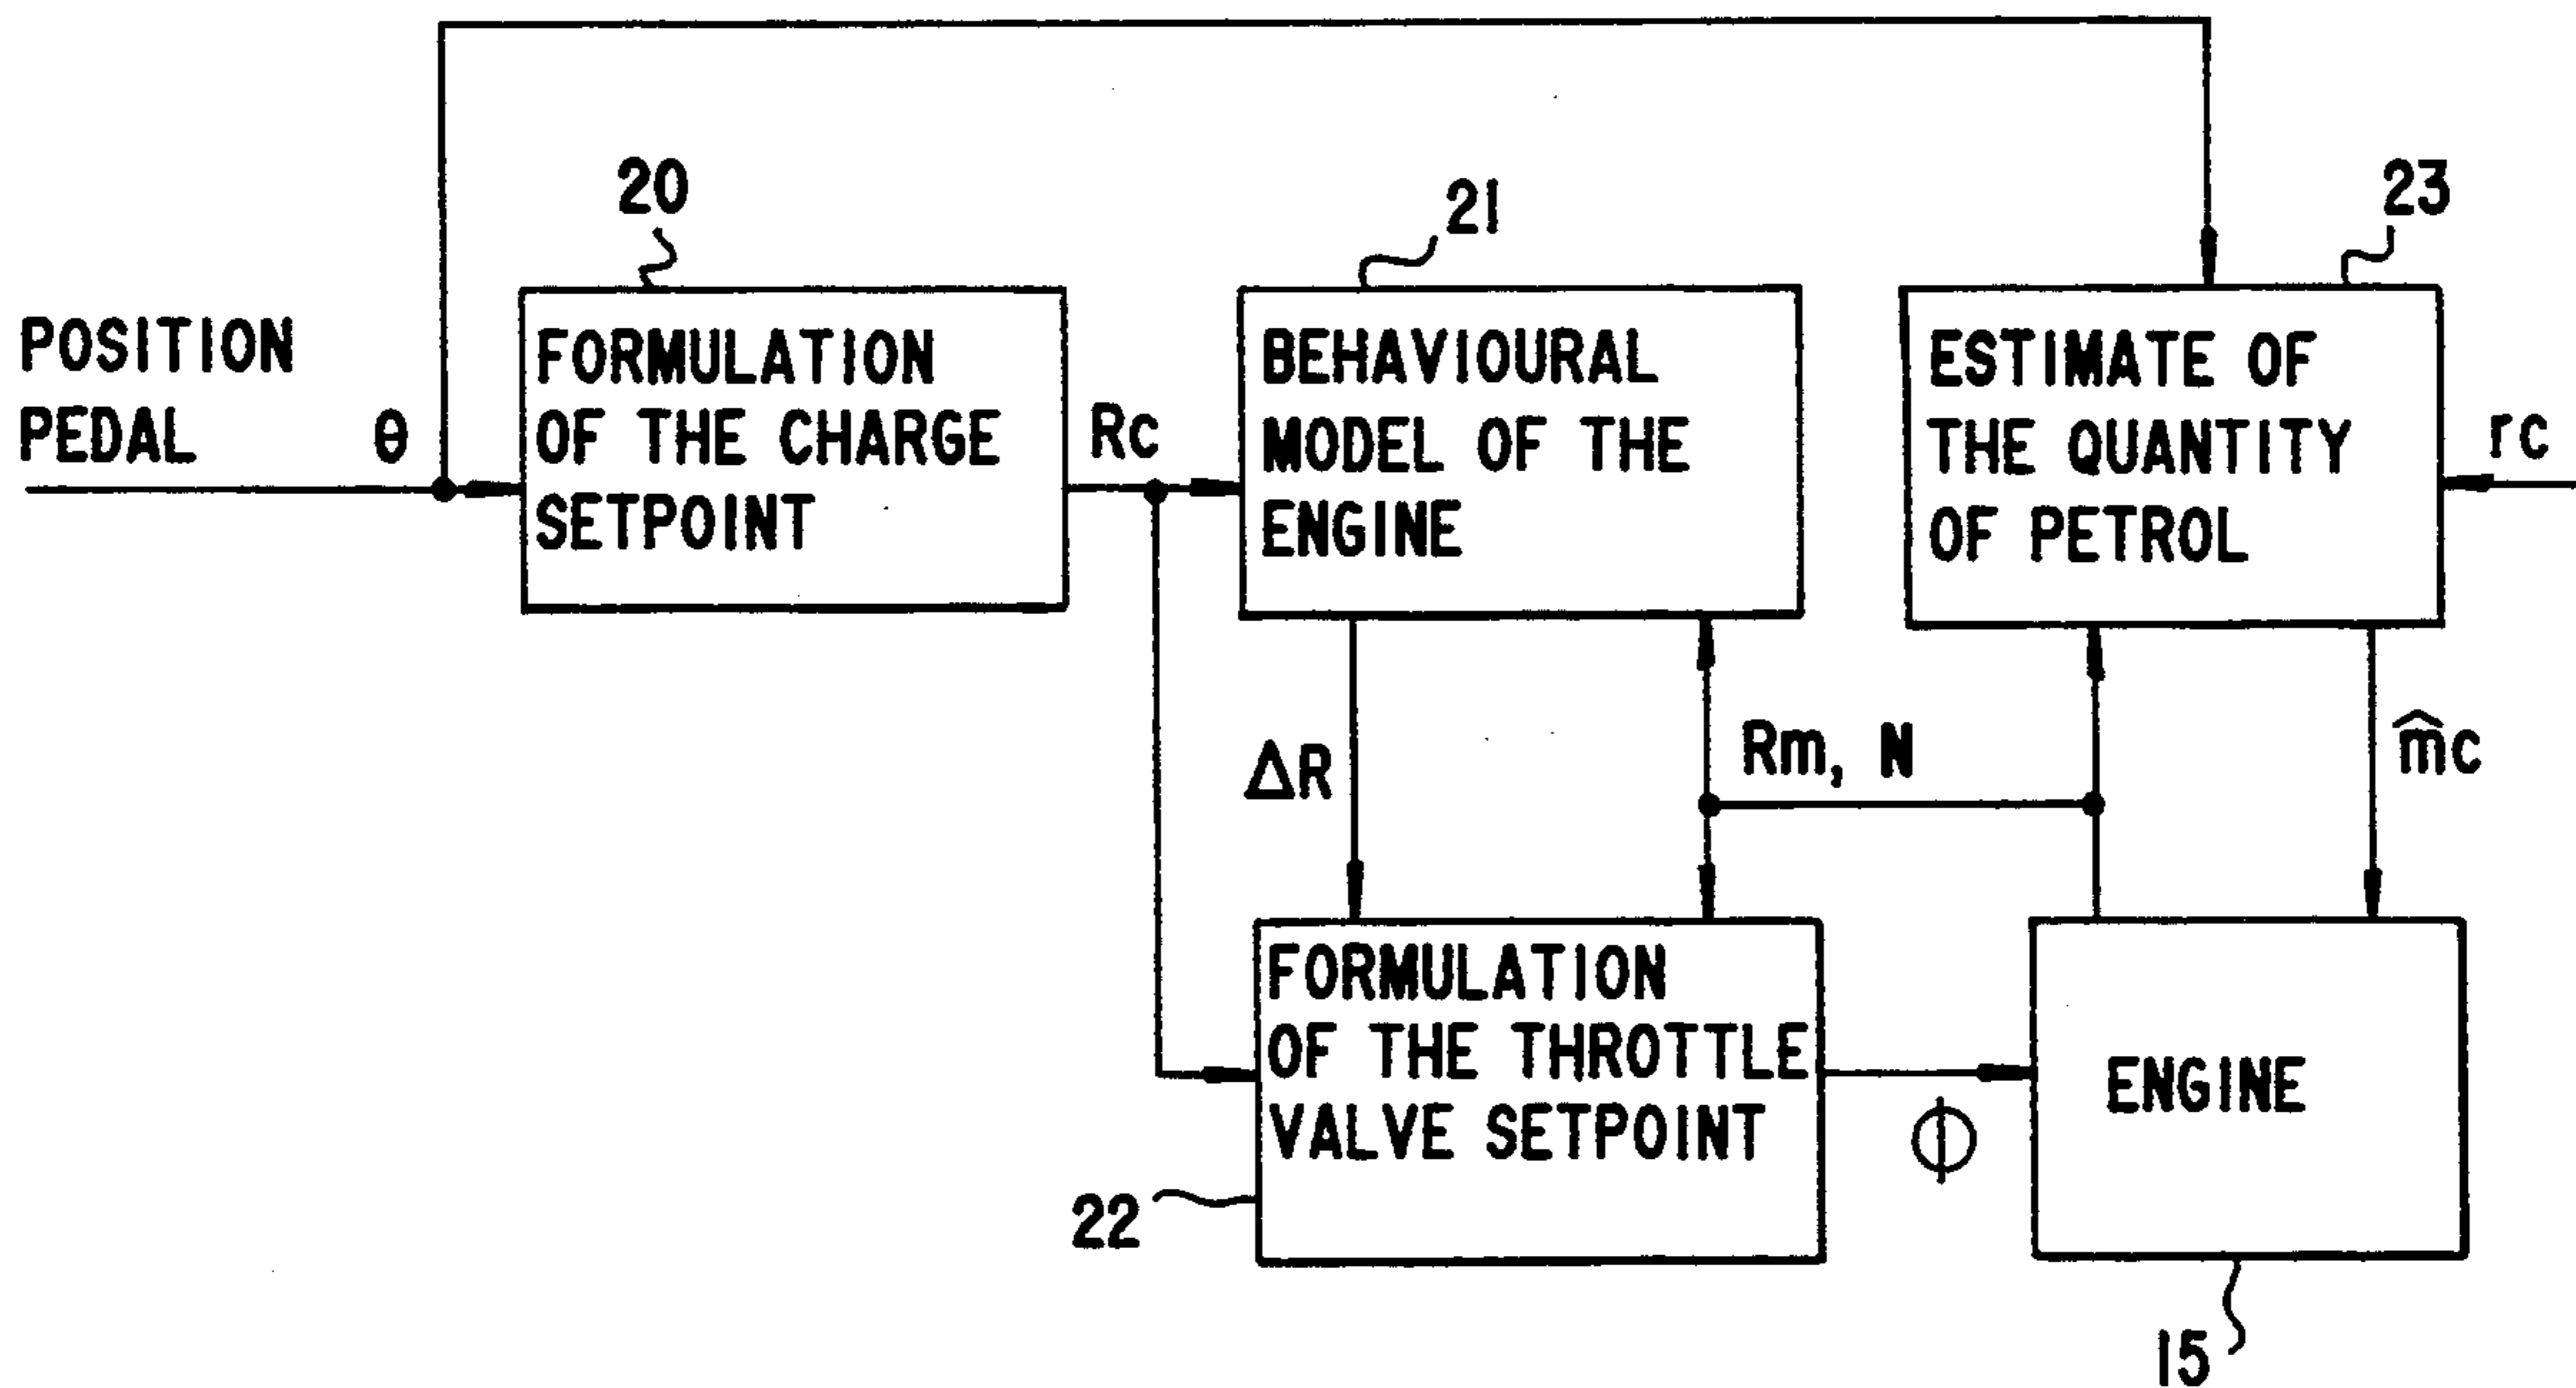 20
21
23
POSITION
PEDAL
θ
FORMULATION
OF THE CHARGE
SETPOINT
Rc
BEHAVIOURAL
MODEL OF THE
ENGINE
ESTIMATE OF
THE QUANTITY
OF PETROL
rc
ΔR
Rm, N
m̂c
FORMULATION
OF THE THROTTLE
VALVE SETPOINT
22
ϕ
ENGINE
15